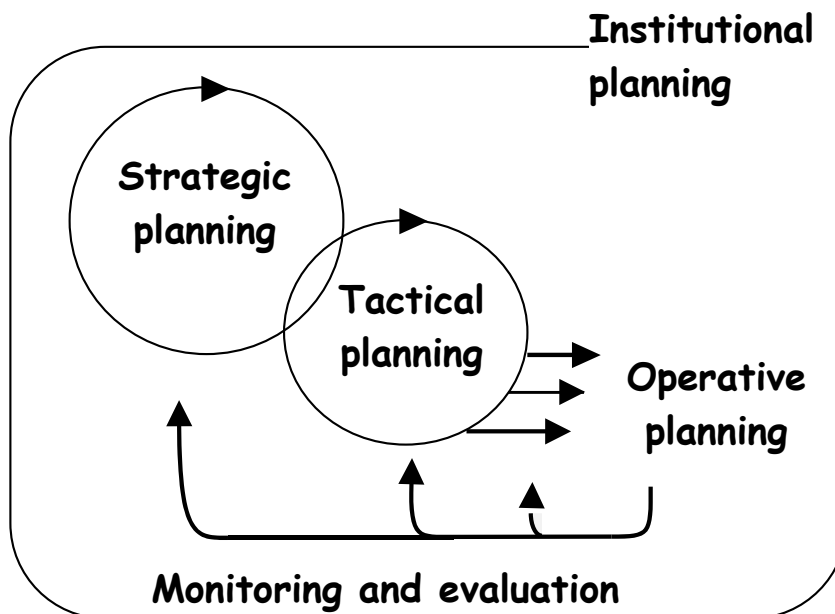 Institutional
planning
Strategic
planning
Tactical
planning
Operative
planning
Monitoring and evaluation